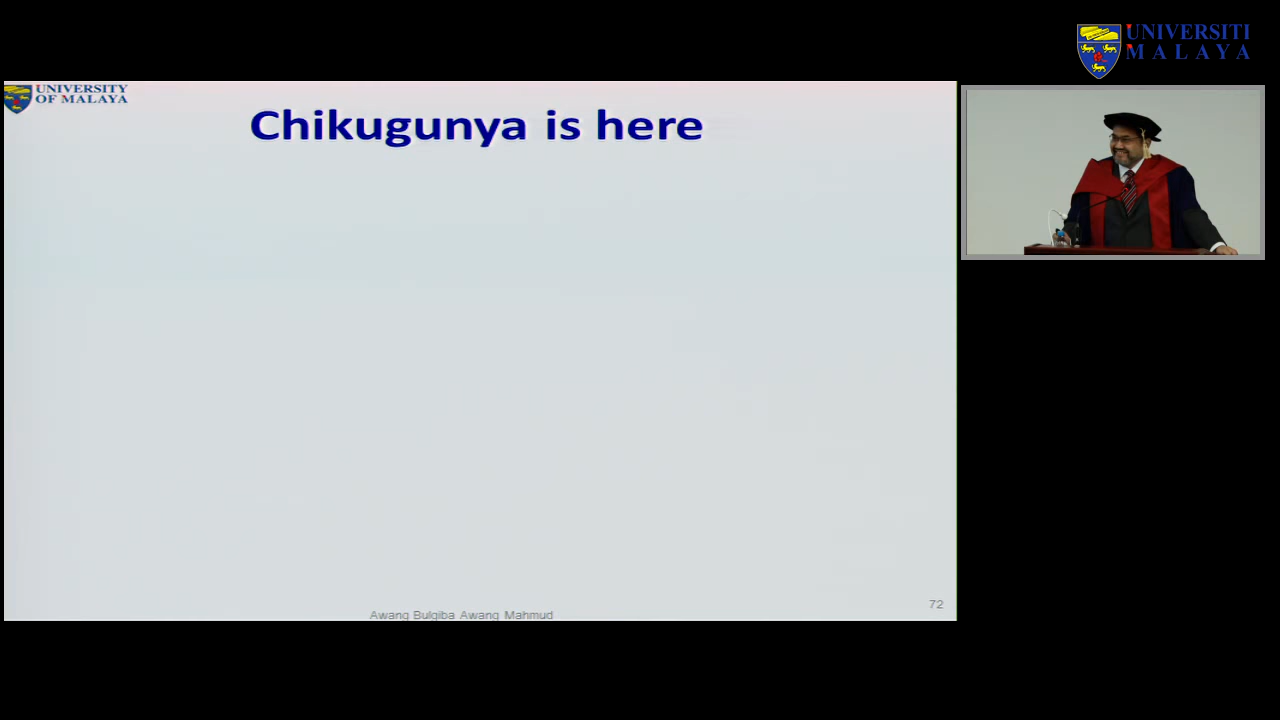 UNIVERSITI
MALAYA
UNIVERSITY
OF MALAYA
Chikugunya is here
72
Awang Bulgiba Awang Mahmud